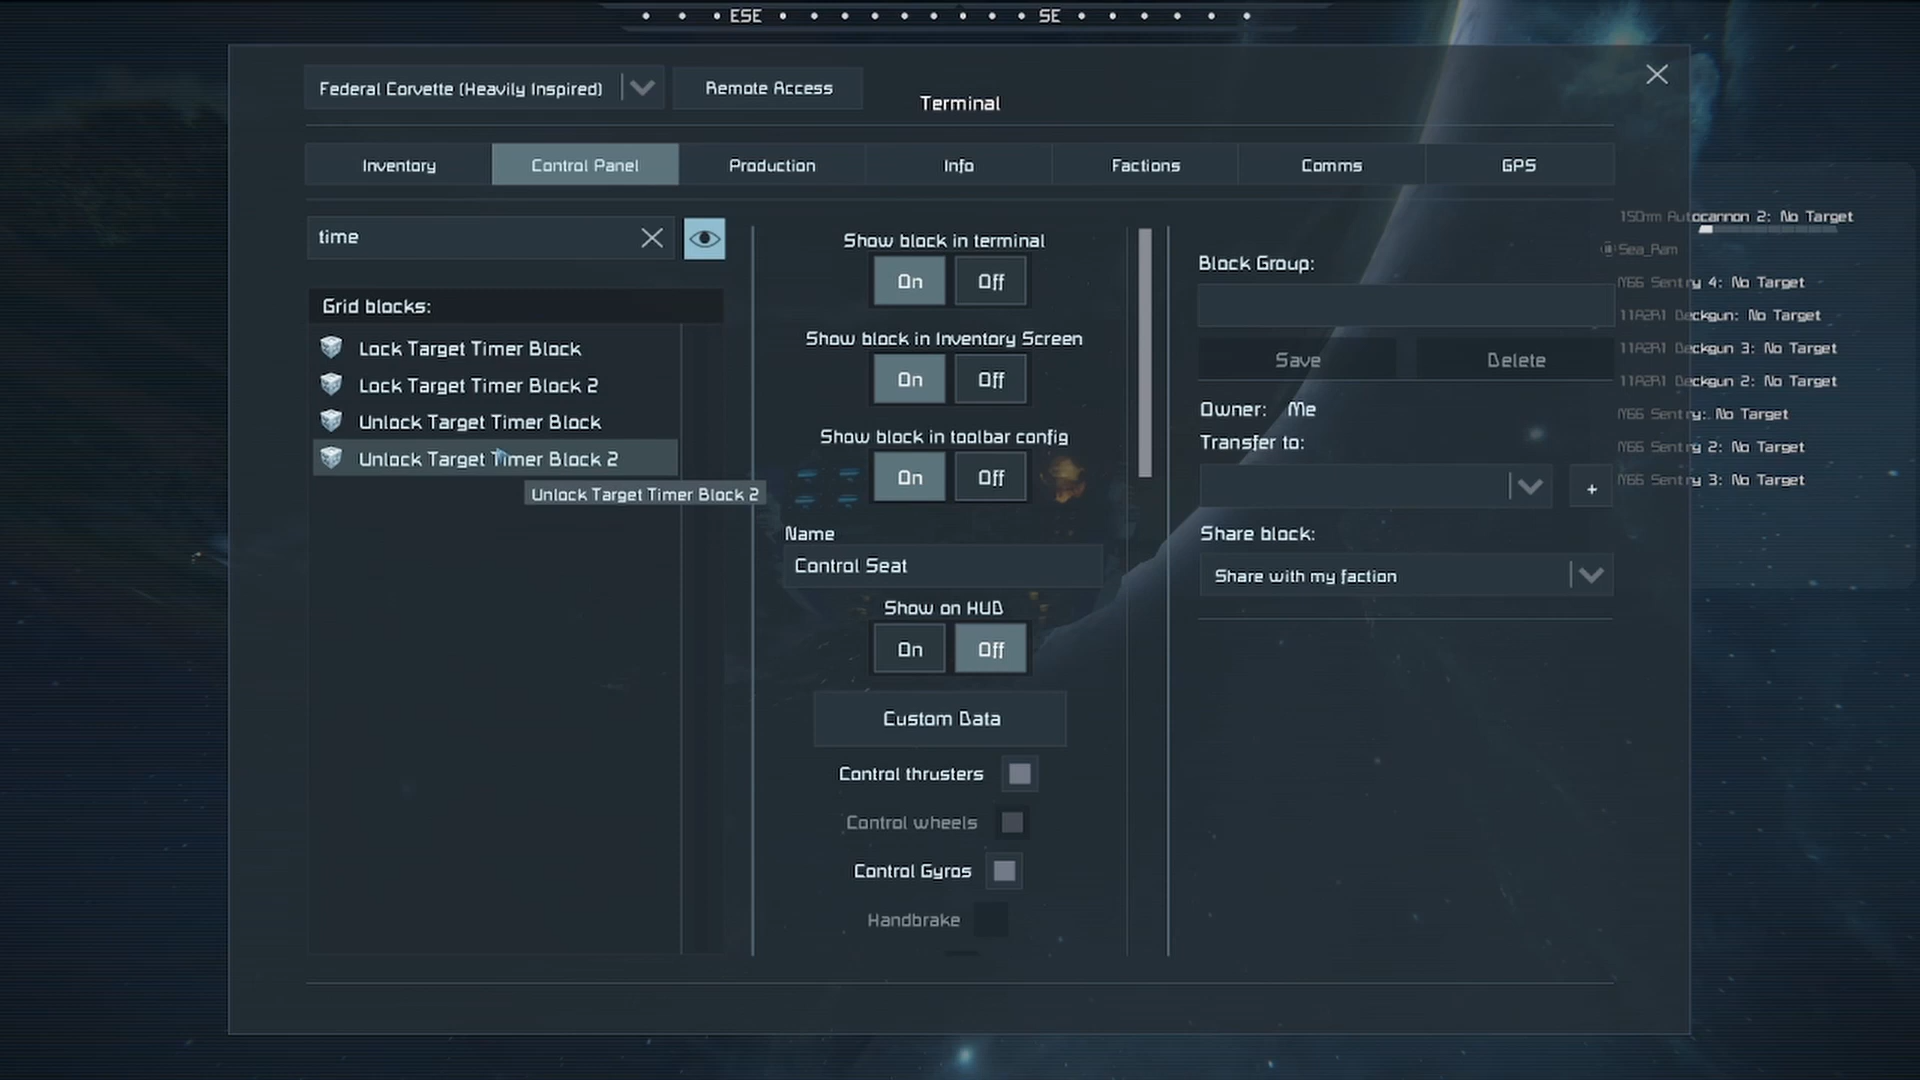 ESE
SE
Federal Corvette (Heavily Inspired)
Remote Access
Terminal
Inventory
Control Panel
Production
Info
Factions
Comms
GPS
time
Grid blocks:
Lock Target Timer Block
Lock Target Timer Block 2
Unlock Target Timer Block
Unlock Target Timer Block 2
Unlock Target Timer Block 2
Show block in terminal
On
Off
Show block in Inventory Screen
On
Off
Show block in toolbar config
On
Off
Name
Control Seat
Show on HUD
On
Off
Custom Data
Control thrusters
Control wheels
Control Gyros
Handbrake
Block Group:
Save
Delete
Owner: Me
Transfer to:
+
Share block:
Share with my faction
150mm Autocannon 2: No Target
Sea_Ram
M66 Sentry 4: No Target
Deckgun: No Target
Deckgun 3: No Target
Deckgun 2: No Target
M66 Sentry: No Target
M66 Sentry 2: No Target
M66 Sentry 3: No Target